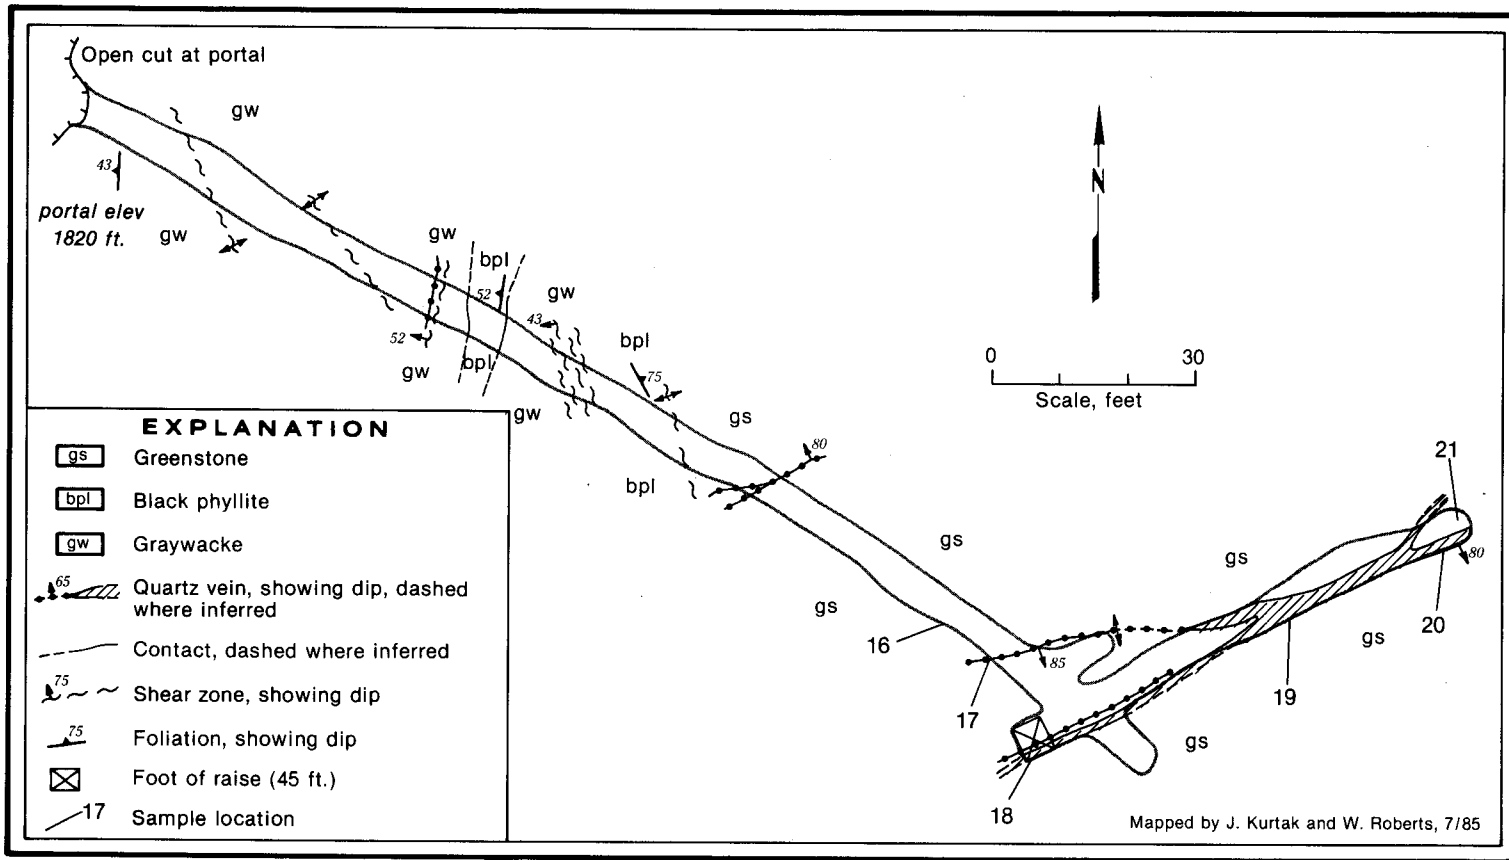 Open cut at portal
gw
43
portal elev
1820 ft.
gw
gw
bpl
52
52
gw
bpl
gw
43
gw
bpl
75
bpl
gs
80
N
0 30
Scale, feet
gs
gs
16
17
85
18
gs
gs
19
20
21
80
gs
EXPLANATION
gs Greenstone
bpl Black phyllite
gw Graywacke
65 Quartz vein, showing dip, dashed
where inferred
Contact, dashed where inferred
75 Shear zone, showing dip
75 Foliation, showing dip
Foot of raise (45 ft.)
17 Sample location
Mapped by J. Kurtak and W. Roberts, 7/85